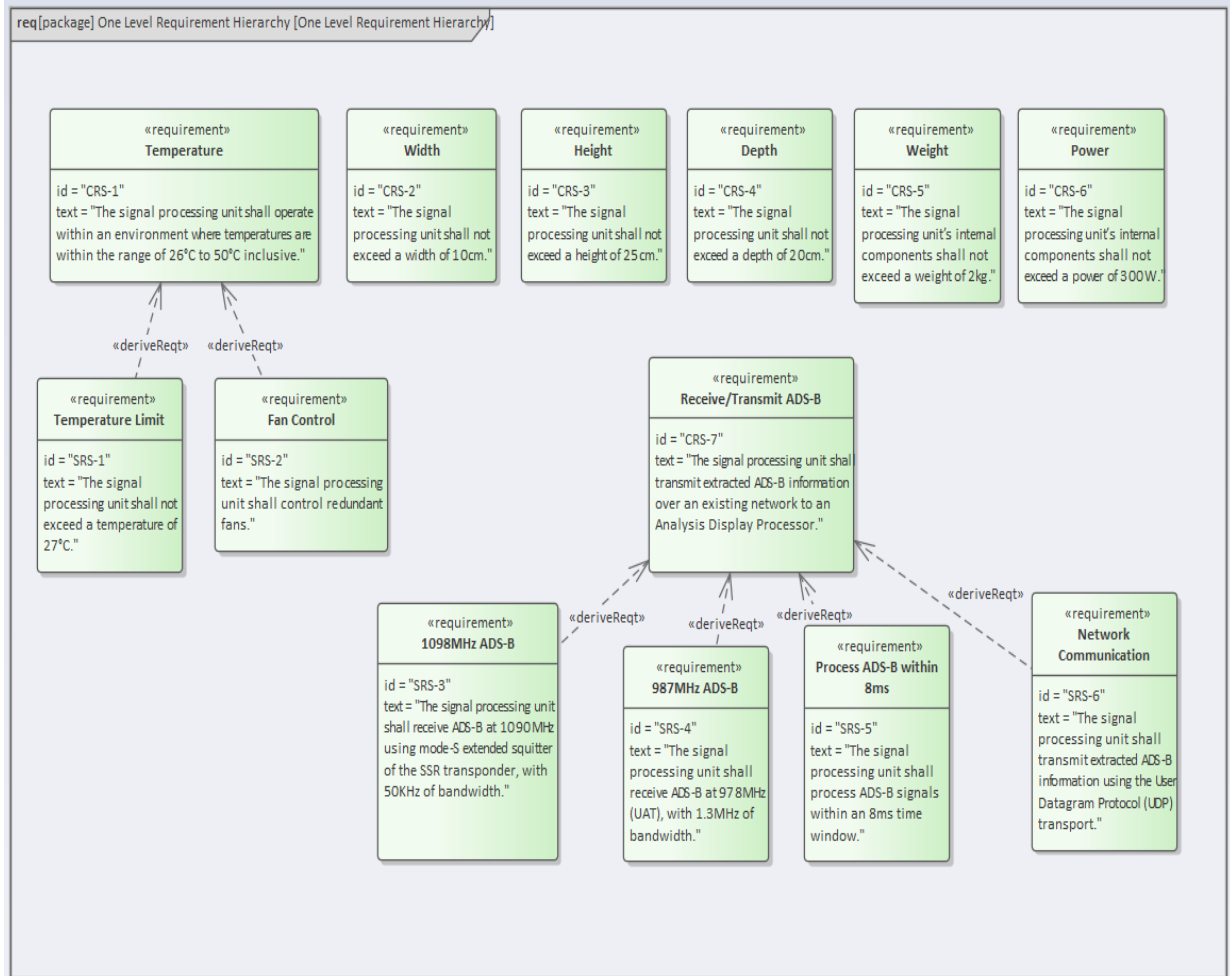 req [package] One Level Requirement Hierarchy [One Level Requirement Hierarchy]
«requirement»
Temperature
id = "CRS-1"
text = "The signal processing unit shall operate
within an environment where temperatures are
within the range of 26°C to 50°C inclusive."
«requirement»
Width
id = "CRS-2"
text = "The signal
processing unit shall not
exceed a width of 10cm."
«requirement»
Height
id = "CRS-3"
text = "The signal
processing unit shall not
exceed a height of 25cm."
«requirement»
Depth
id = "CRS-4"
text = "The signal
processing unit shall not
exceed a depth of 20cm."
«requirement»
Weight
id = "CRS-5"
text = "The signal
processing unit's internal
components shall not
exceed a weight of 2kg."
«requirement»
Power
id = "CRS-6"
text = "The signal
processing unit's internal
components shall not
exceed a power of 300W."
«deriveReqt»
«deriveReqt»
«requirement»
Temperature Limit
id = "SRS-1"
text = "The signal
processing unit shall not
exceed a temperature of
27°C."
«requirement»
Fan Control
id = "SRS-2"
text = "The signal processing
unit shall control redundant
fans."
«requirement»
Receive/Transmit ADS-B
id = "CRS-7"
text = "The signal processing unit shall
transmit extracted ADS-B information
over an existing network to an
Analysis Display Processor."
«deriveReqt»
«deriveReqt»
«deriveReqt»
«deriveReqt»
«requirement»
1098MHz ADS-B
id = "SRS-3"
text = "The signal processing unit
shall receive ADS-B at 1090MHz
using mode-S extended squitter
of the SSR transponder, with
50KHz of bandwidth."
«requirement»
987MHz ADS-B
id = "SRS-4"
text = "The signal
processing unit shall
receive ADS-B at 978MHz
(UAT), with 1.3MHz of
bandwidth."
«requirement»
Process ADS-B within
8ms
id = "SRS-5"
text = "The signal
processing unit shall
process ADS-B signals
within an 8ms time
window."
«requirement»
Network
Communication
id = "SRS-6"
text = "The signal
processing unit shall
transmit extracted ADS-B
information using the User
Datagram Protocol (UDP)
transport."